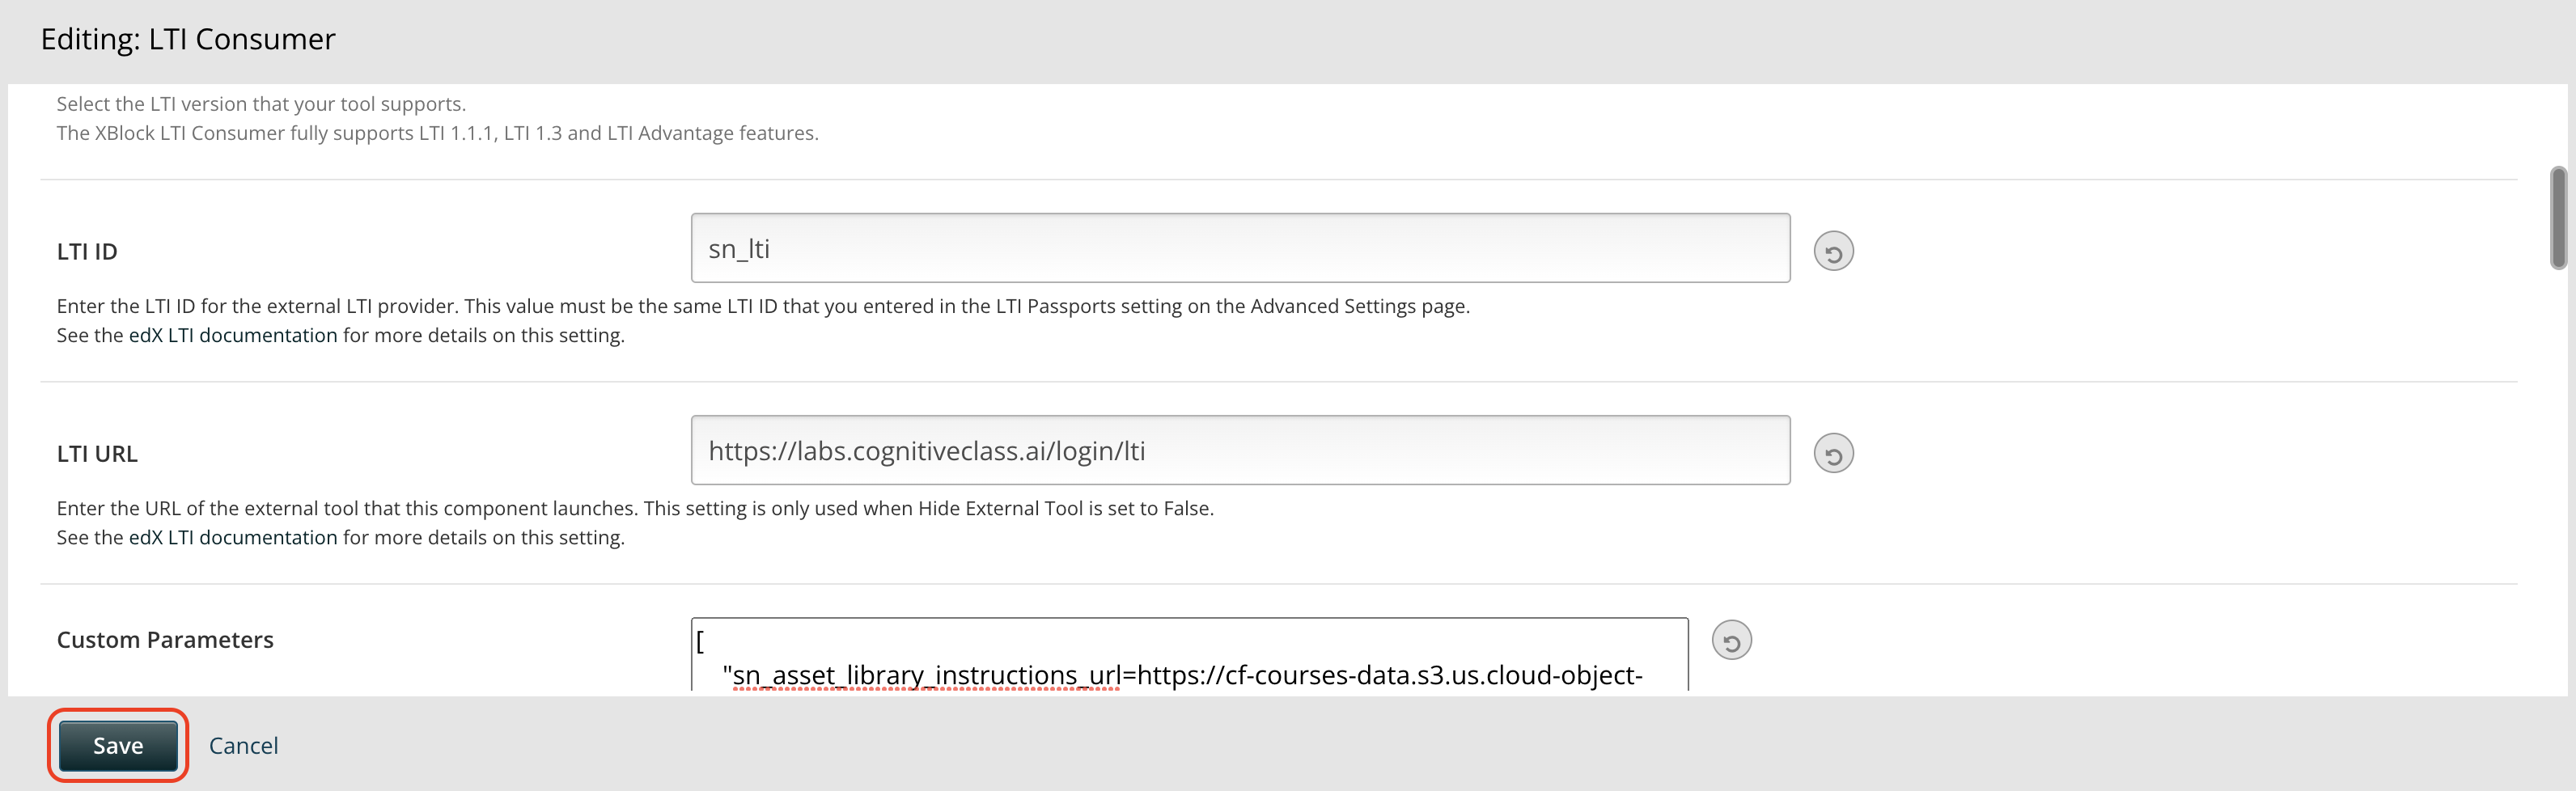 Editing: LTI Consumer
Select the LTI version that your tool supports.
The XBlock LTI Consumer fully supports LTI 1.1.1, LTI 1.3 and LTI Advantage features.
LTI ID
sn_lti
Enter the LTI ID for the external LTI provider. This value must be the same LTI ID that you entered in the LTI Passports setting on the Advanced Settings page.
See the edX LTI documentation for more details on this setting.
LTI URL
https://labs.cognitiveclass.ai/login/lti
Enter the URL of the external tool that this component launches. This setting is only used when Hide External Tool is set to False.
See the edX LTI documentation for more details on this setting.
Custom Parameters
[
"sn_asset_library_instructions_url=https://cf-courses-data.s3.us.cloud-object-
Save
Cancel